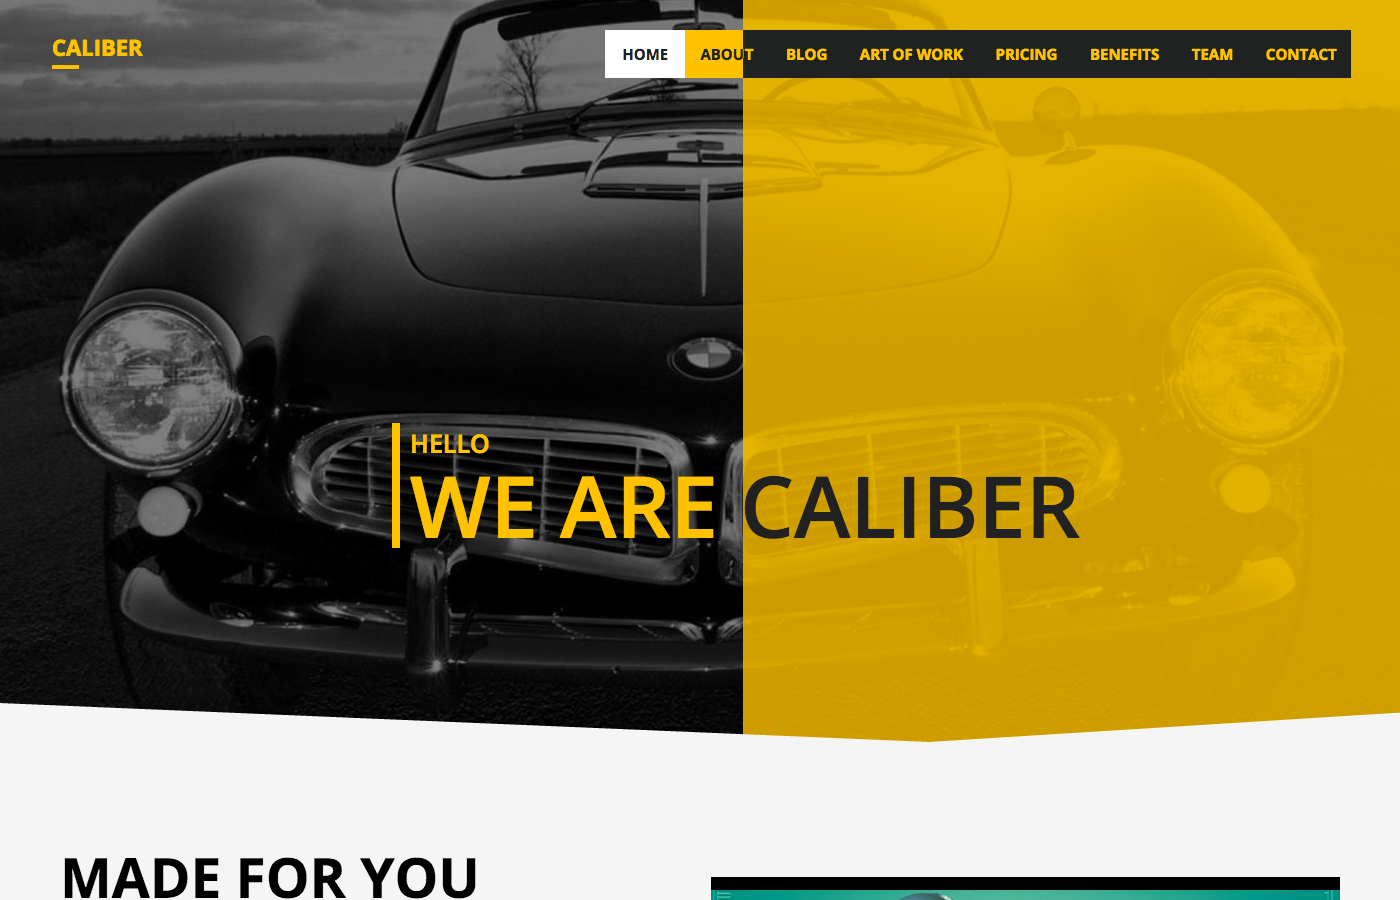 CALIBER
HOME ABOUT BLOG ART OF WORK PRICING BENEFITS TEAM CONTACT
HELLO
WE ARE CALIBER
MADE FOR YOU